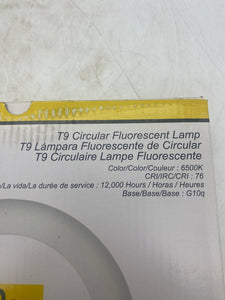 T9 Circular Fluorescent Lamp
T9 Lámpara Fluorescente de Circular
T9 Circulaire Lampe Fluorescente
Color/Color/Couleur : 6500K
CRI/IRC/CRI : 76
/La vida/La durée de service : 12,000 Hours / Horas / Heures
Base/Base/Base : G10q